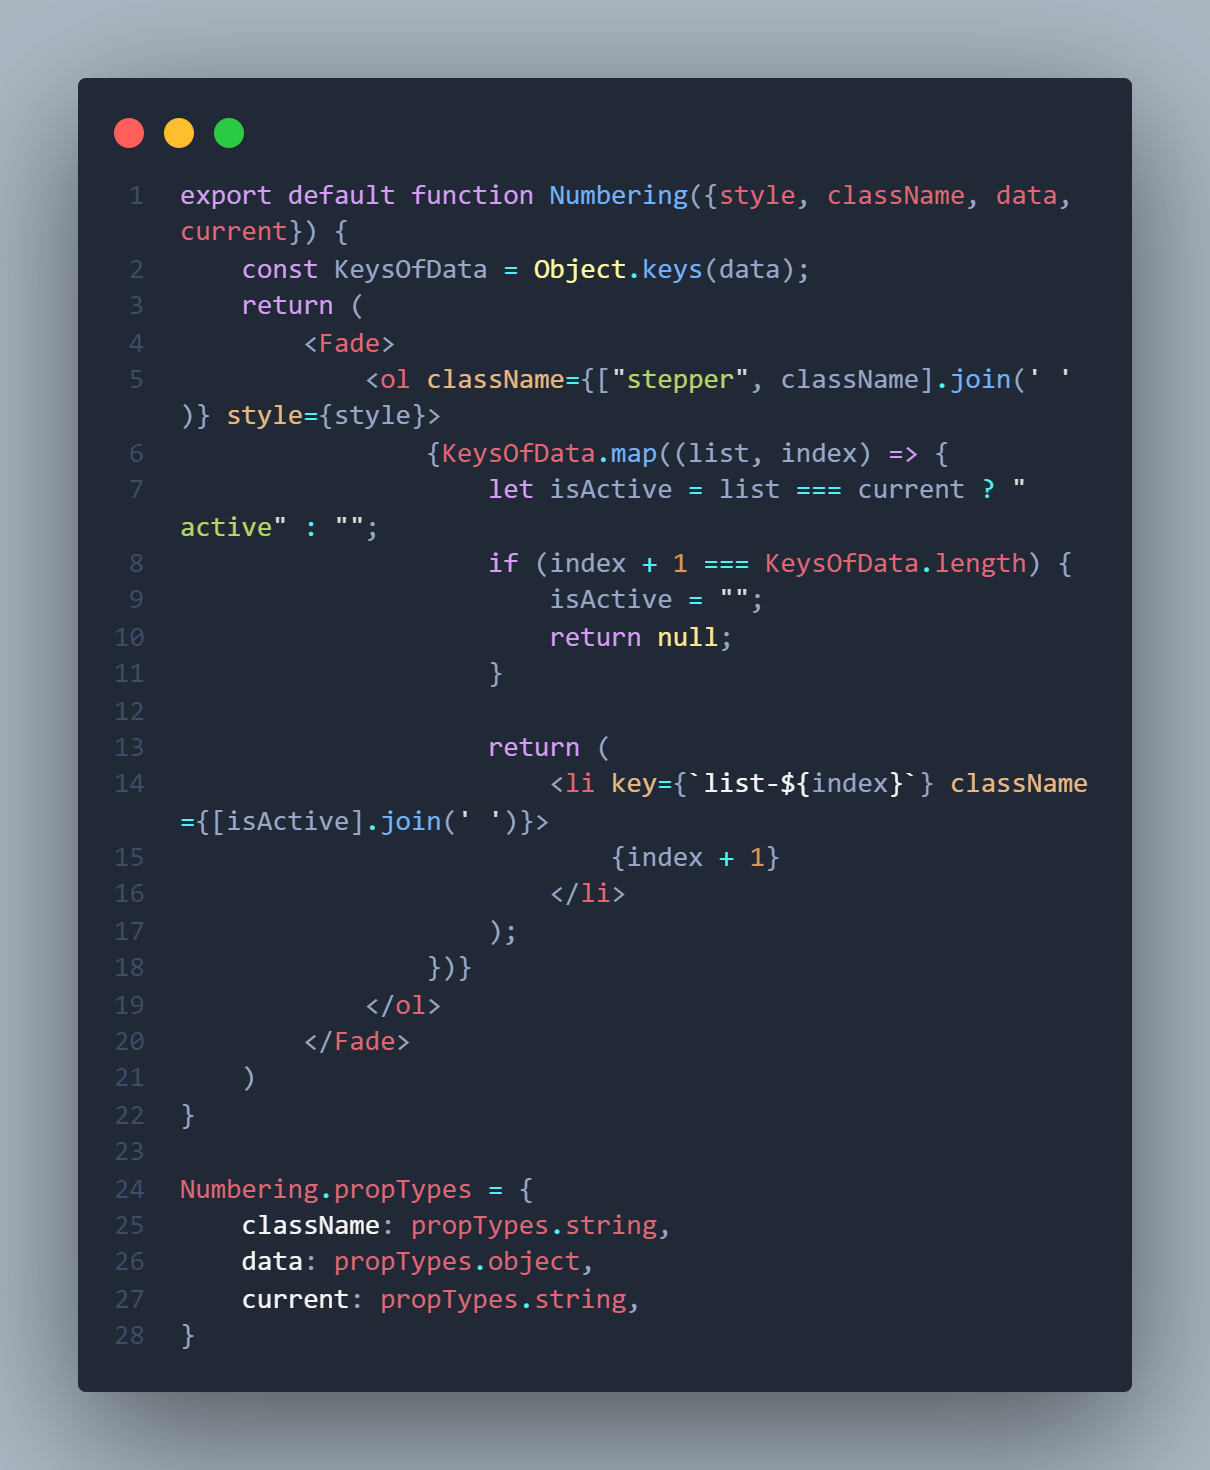 1 export default function Numbering({style, className, data,
current}) {
2     const KeysOfData = Object.keys(data);
3     return (
4         <Fade>
5             <ol className={["stepper", className].join(' '
)} style={style}>
6                 {KeysOfData.map((list, index) => {
7                     let isActive = list === current ? "
active" : "";
8                     if (index + 1 === KeysOfData.length) {
9                         isActive = "";
10                         return null;
11                     }
12
13                     return (
14                         <li key={`list-${index}`} className
={[isActive].join(' ')}>
15                             {index + 1}
16                         </li>
17                     );
18                 })}
19             </ol>
20         </Fade>
21     )
22 }
23
24 Numbering.propTypes = {
25     className: propTypes.string,
26     data: propTypes.object,
27     current: propTypes.string,
28 }